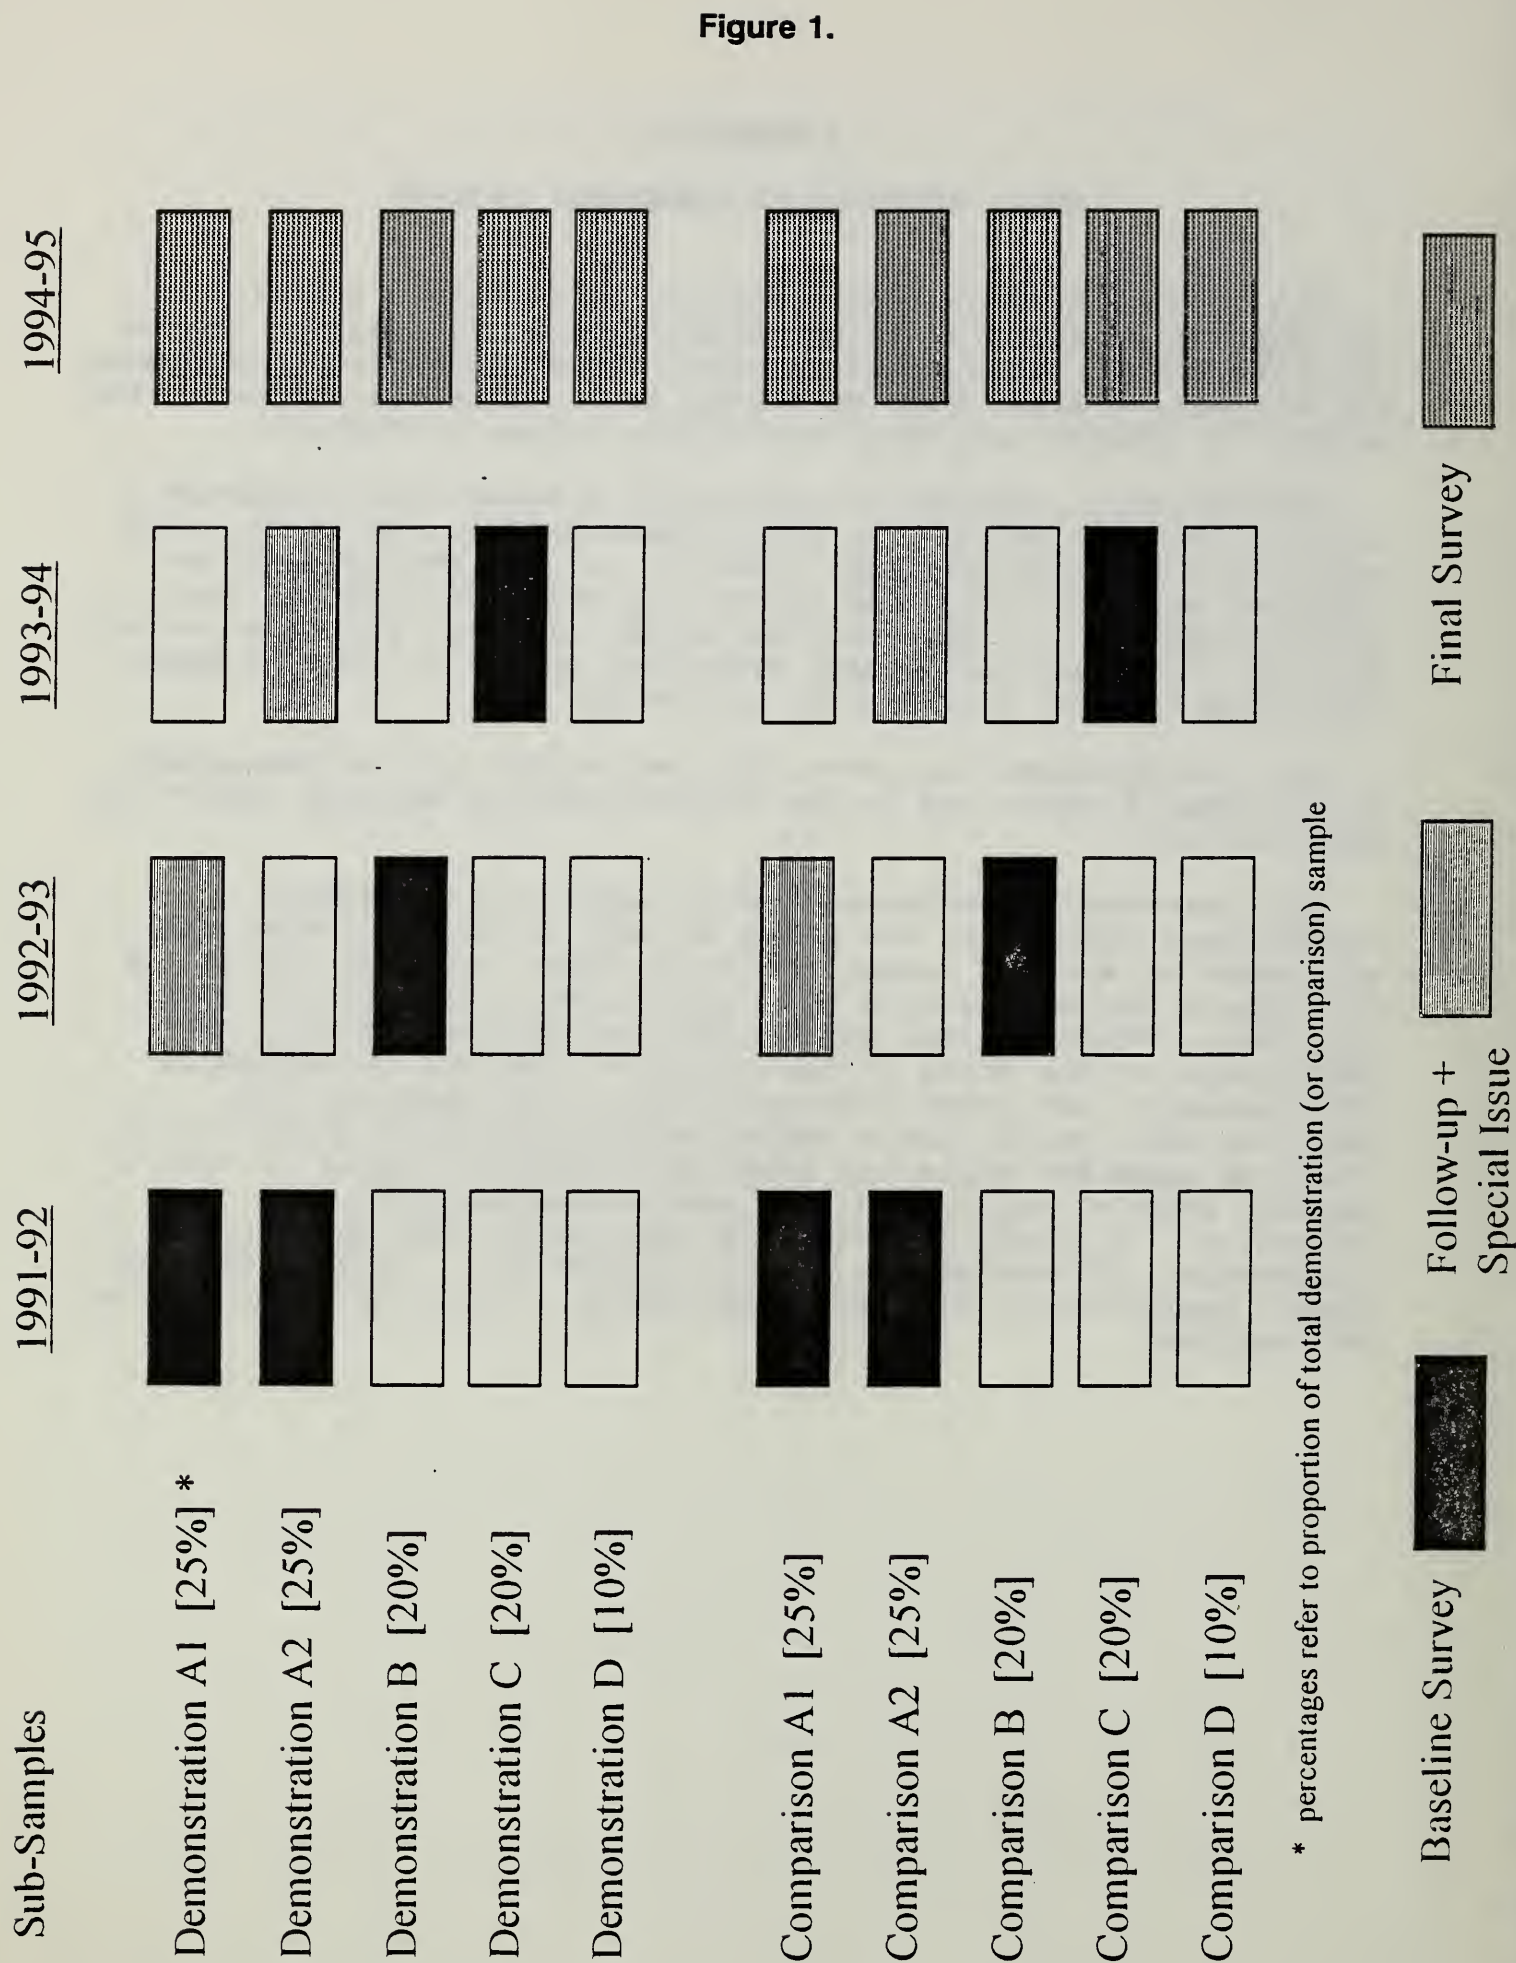 Figure 1.
Sub-Samples 1991-92 1992-93 1993-94 1994-95
Demonstration A1 [25%] *
Demonstration A2 [25%]
Demonstration B [20%]
Demonstration C [20%]
Demonstration D [10%]
Comparison A1 [25%]
Comparison A2 [25%]
Comparison B [20%]
Comparison C [20%]
Comparison D [10%]
* percentages refer to proportion of total demonstration (or comparison) sample
Baseline Survey
Follow-up +
Special Issue
Final Survey